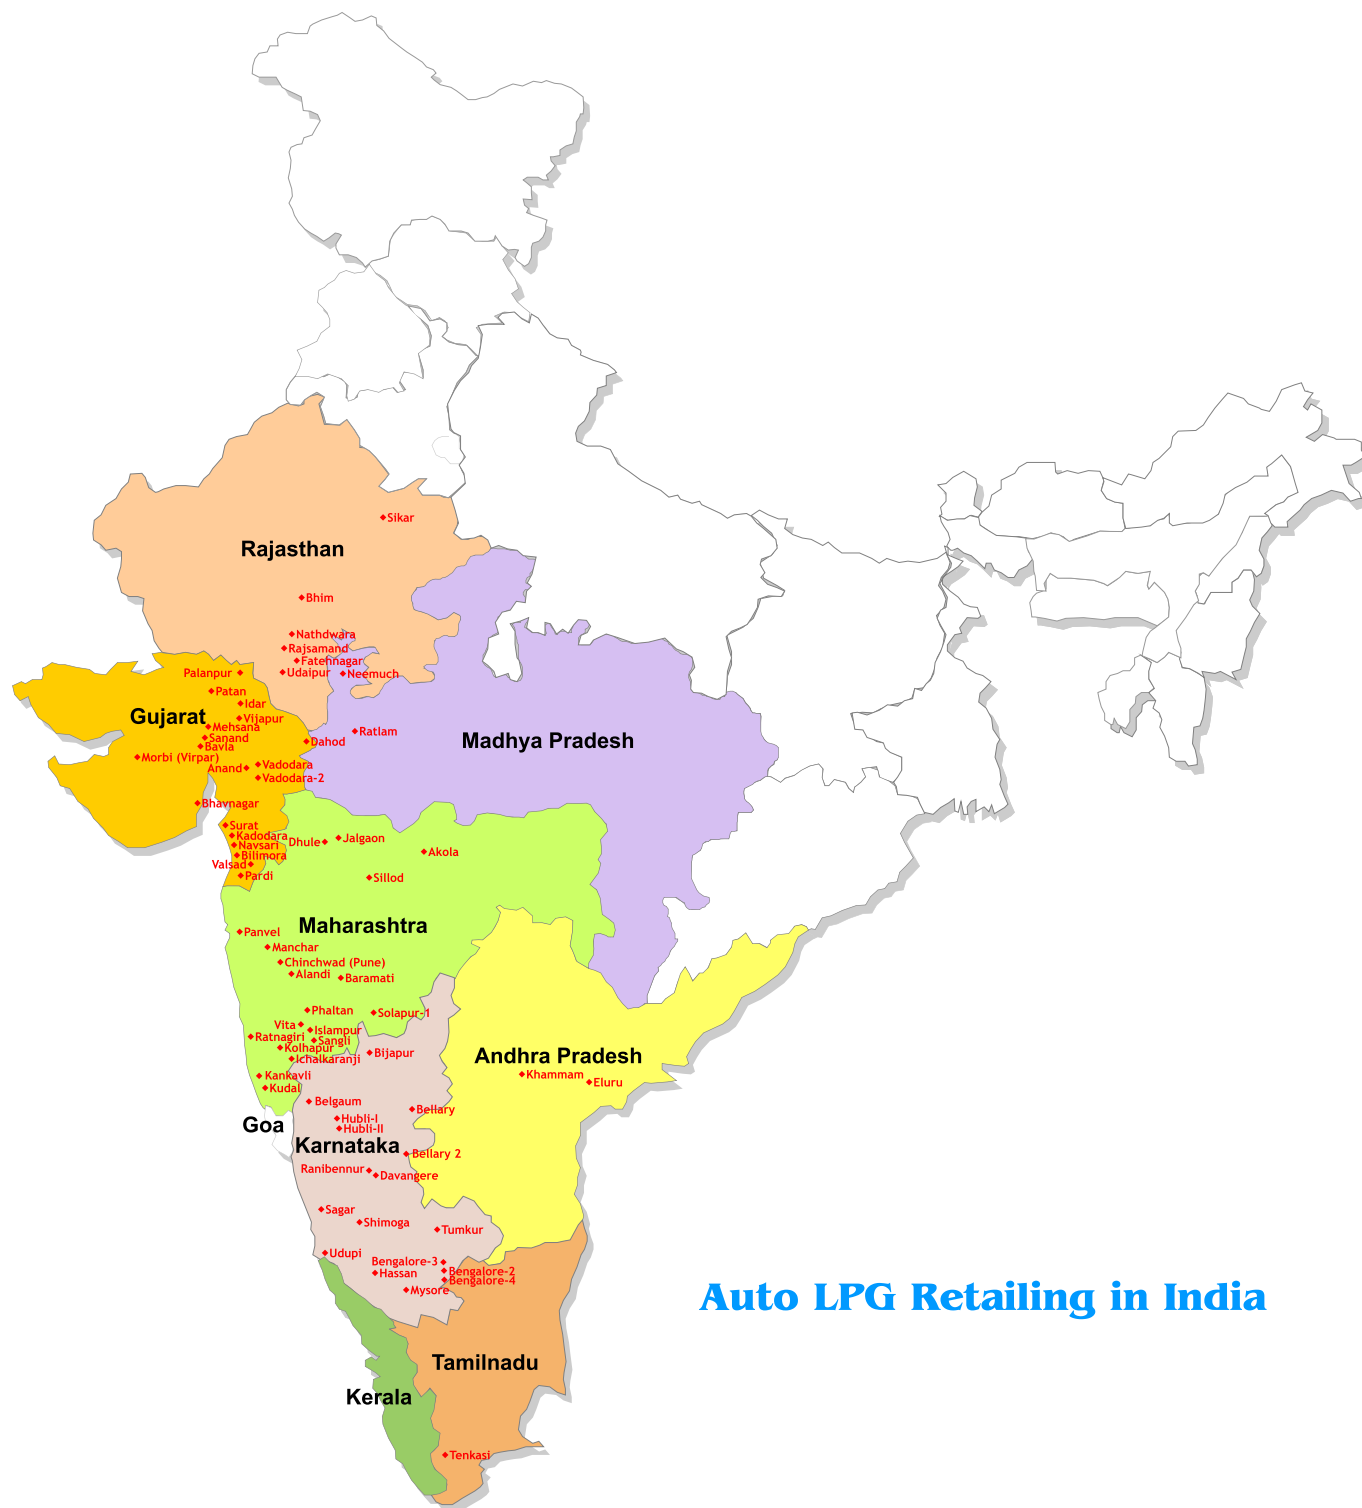 Sikar
Rajasthan
Bhim
Nathdwara
Rajsamand
Fatehnagar
Udaipur
Neemuch
Palanpur
Patan
Idar
Gujarat
Vijapur
Mehsana
Sanand
Bavla
Morbi (Virpar)
Anand
Vadodara
Vadodara-2
Dahod
Ratlam
Madhya Pradesh
Bhavnagar
Surat
Kadodara
Navsari
Bilimora
Valsad
Pardi
Dhule
Jalgaon
Akola
Sillod
Maharashtra
Panvel
Manchar
Chinchwad (Pune)
Alandi
Baramati
Phaltan
Solapur-1
Vita
Islampur
Ratnagiri
Sangli
Kolhapur
Ichalkaranji
Bijapur
Andhra Pradesh
Khammam
Eluru
Kankavli
Kudal
Belgaum
Bellary
Goa
Hubli-I
Hubli-II
Karnataka
Bellary 2
Ranibennur
Davangere
Sagar
Shimoga
Tumkur
Udupi
Bengalore-3
Hassan
Bengalore-2
Bengalore-4
Mysore
Auto LPG Retailing in India
Tamilnadu
Kerala
Tenkasi